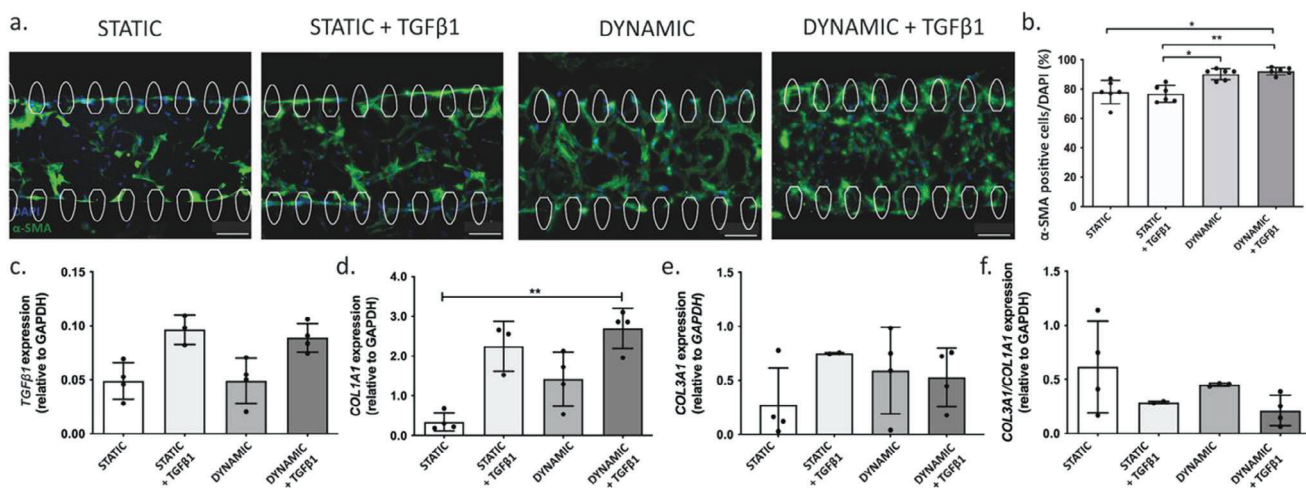 a.
STATIC
STATIC + TGFβ1
DYNAMIC
DYNAMIC + TGFβ1
DAPI
α-SMA
b.
α-SMA positive cells/DAPI (%)
100
80
60
40
20
0
*
**
*
STATIC
STATIC
+ TGFβ1
DYNAMIC
DYNAMIC
+ TGFβ1
c.
TGFβ1 expression
(relative to GAPDH)
0.15
0.10
0.05
0.00
STATIC
STATIC
+ TGFβ1
DYNAMIC
DYNAMIC
+ TGFβ1
d.
COL1A1 expression
(relative to GAPDH)
4.0
3.0
2.0
1.0
0.0
**
STATIC
STATIC
+ TGFβ1
DYNAMIC
DYNAMIC
+ TGFβ1
e.
COL3A1 expression
(relative to GAPDH)
1.5
1.0
0.5
0.0
STATIC
STATIC
+ TGFβ1
DYNAMIC
DYNAMIC
+ TGFβ1
f.
COL3A1/COL1A1 expression
(relative to GAPDH)
1.5
1.0
0.5
0.0
STATIC
STATIC
+ TGFβ1
DYNAMIC
DYNAMIC
+ TGFβ1